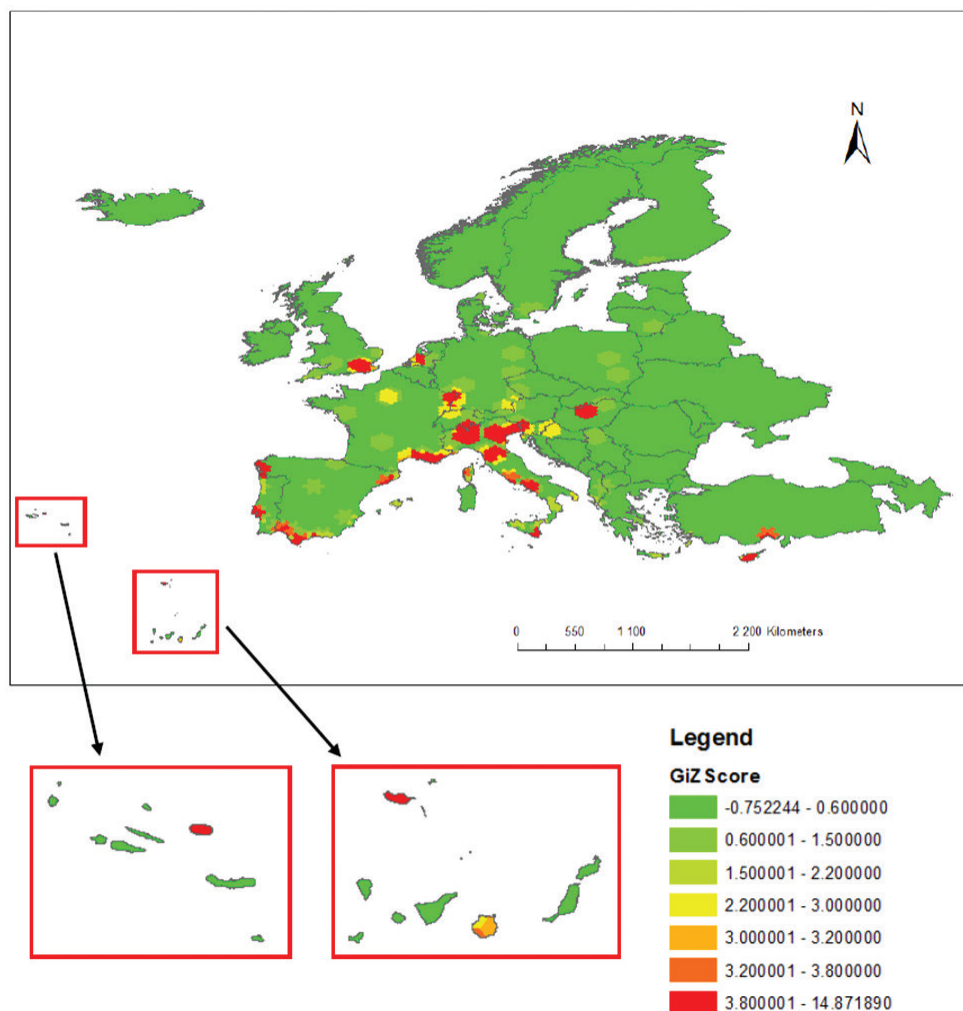 N
0 550 1 100 2 200 Kilometers
Legend
GiZ Score
-0.752244 - 0.600000
0.600001 - 1.500000
1.500001 - 2.200000
2.200001 - 3.000000
3.000001 - 3.200000
3.200001 - 3.800000
3.800001 - 14.871890